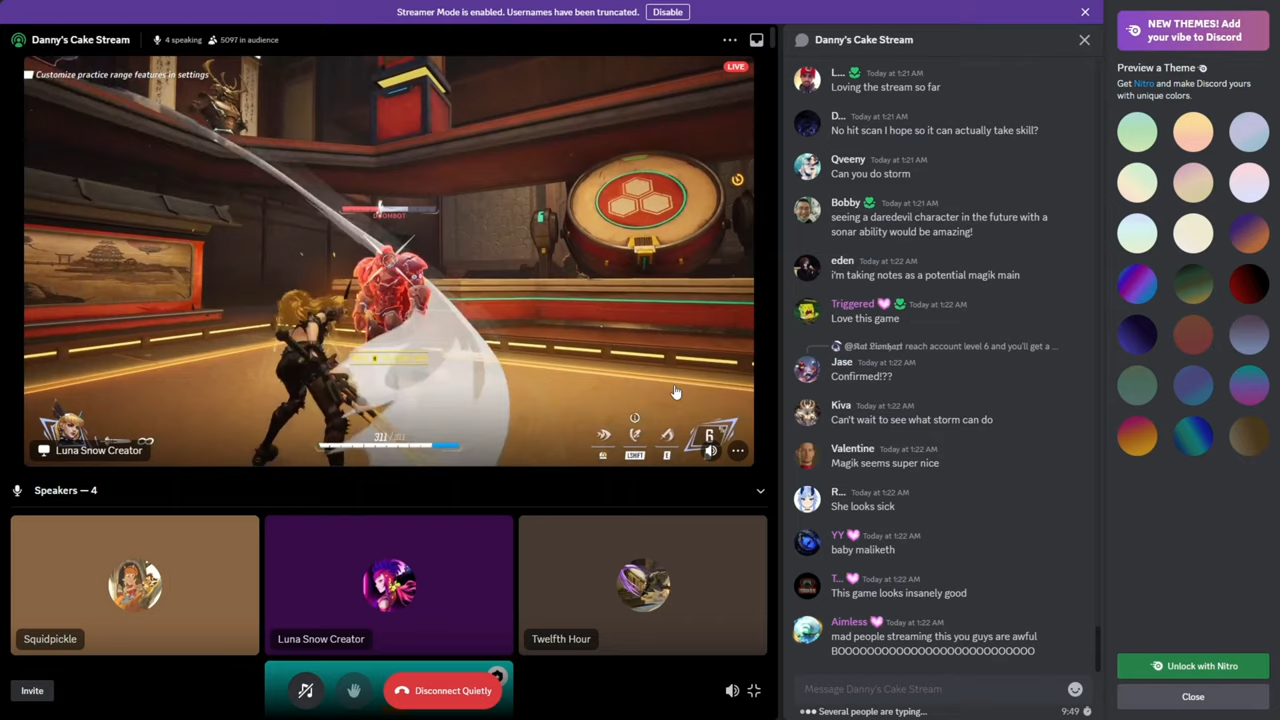 Streamer Mode is enabled. Usernames have been truncated. Disable
Danny's Cake Stream 4 speaking 5097 in audience
Customize practice range features in settings
LIVE
DOOMBOT
311/311
6
LSHIFT
E
Luna Snow Creator
Speakers — 4
Squidpickle
Luna Snow Creator
Twelfth Hour
Invite
Disconnect Quietly
Danny's Cake Stream
L... Today at 1:21 AM
Loving the stream so far
D... Today at 1:21 AM
No hit scan I hope so it can actually take skill?
Qveeny Today at 1:21 AM
Can you do storm
Bobby Today at 1:21 AM
seeing a daredevil character in the future with a
sonar ability would be amazing!
eden Today at 1:22 AM
i'm taking notes as a potential magik main
Triggered Today at 1:22 AM
Love this game
reach account level 6 and you'll get a ...
Jase Today at 1:22 AM
Confirmed!??
Kiva Today at 1:22 AM
Can't wait to see what storm can do
Valentine Today at 1:22 AM
Magik seems super nice
R... Today at 1:22 AM
She looks sick
YY Today at 1:22 AM
baby maliketh
T... Today at 1:22 AM
This game looks insanely good
Aimless Today at 1:22 AM
mad people streaming this you guys are awful
BOOOOOOOOOOOOOOOOOOOOOOOOOO
Message Danny's Cake Stream
Several people are typing...
9:49
NEW THEMES! Add
your vibe to Discord
Preview a Theme
Get Nitro and make Discord yours
with unique colors.
Unlock with Nitro
Close